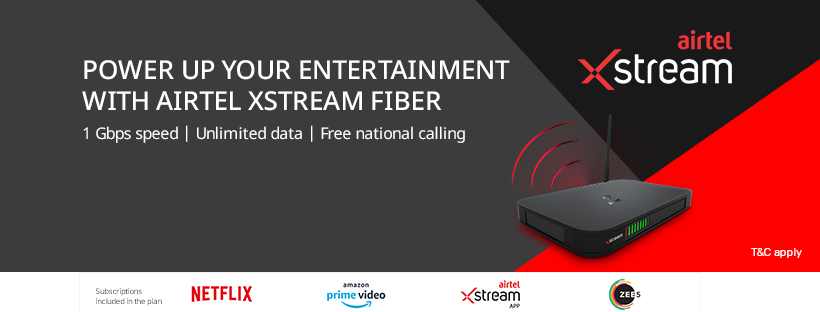 airtel
xstream
POWER UP YOUR ENTERTAINMENT
WITH AIRTEL XSTREAM FIBER
1 Gbps speed | Unlimited data | Free national calling
xstream
T&C apply
Subscriptions
included in the plan
NETFLIX
amazon
prime video
airtel
xstream
APP
ZEE5